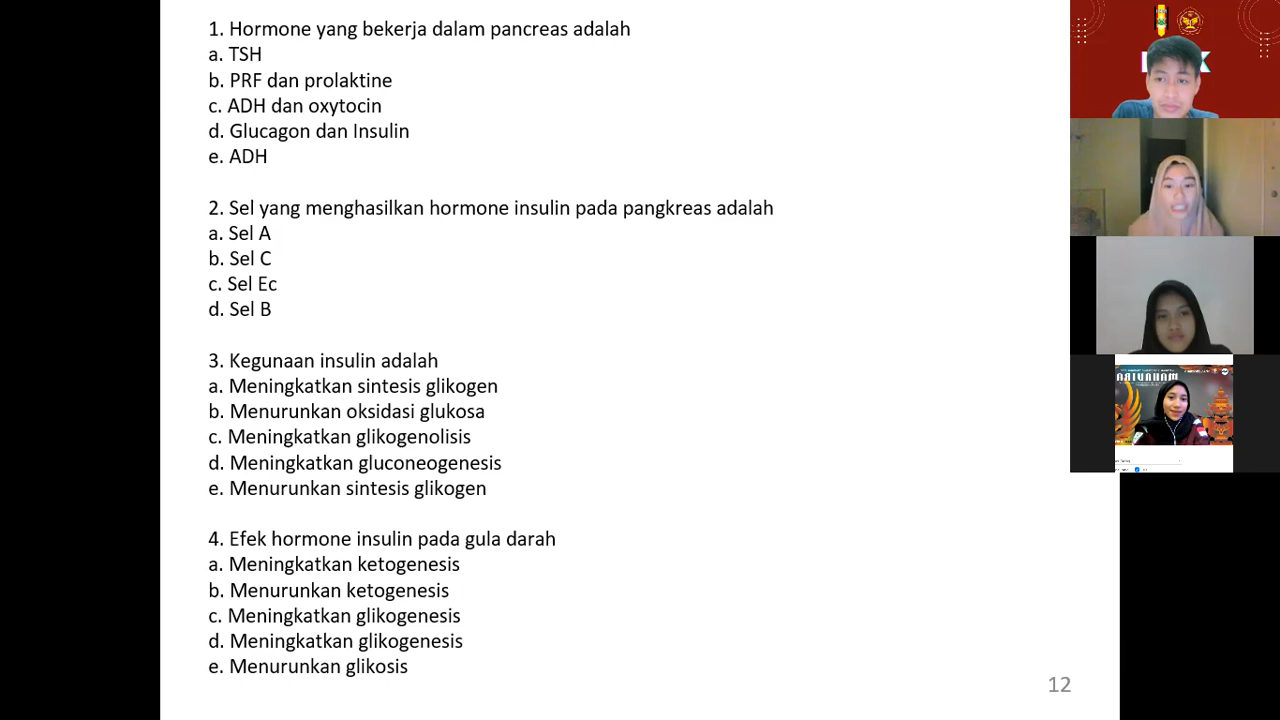 1. Hormone yang bekerja dalam pancreas adalah
a. TSH
b. PRF dan prolaktine
c. ADH dan oxytocin
d. Glucagon dan Insulin
e. ADH
2. Sel yang menghasilkan hormone insulin pada pangkreas adalah
a. Sel A
b. Sel C
c. Sel Ec
d. Sel B
3. Kegunaan insulin adalah
a. Meningkatkan sintesis glikogen
b. Menurunkan oksidasi glukosa
c. Meningkatkan glikogenolisis
d. Meningkatkan gluconeogenesis
e. Menurunkan sintesis glikogen
4. Efek hormone insulin pada gula darah
a. Meningkatkan ketogenesis
b. Menurunkan ketogenesis
c. Meningkatkan glikogenesis
d. Meningkatkan glikogenesis
e. Menurunkan glikosis
12